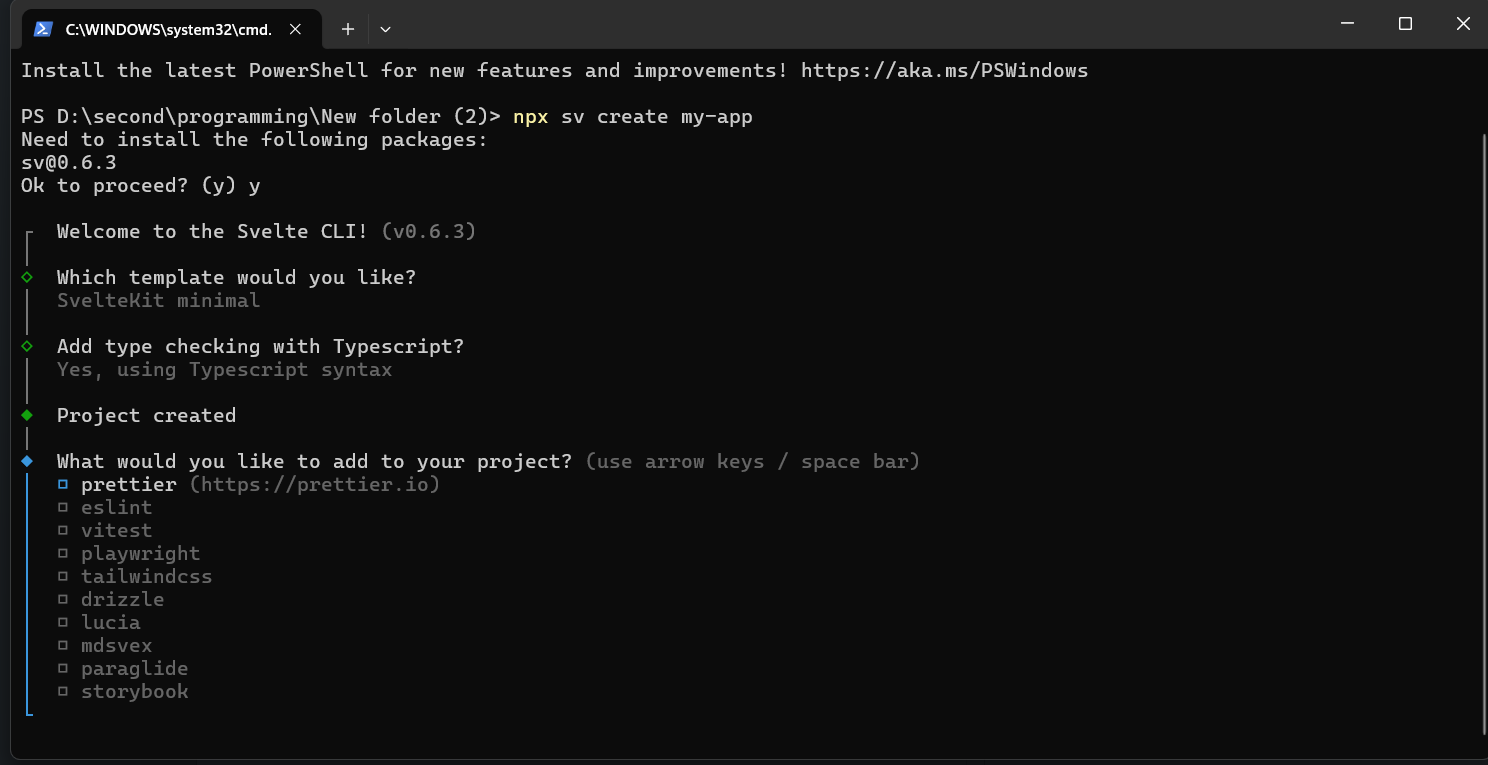 C:\WINDOWS\system32\cmd.
Install the latest PowerShell for new features and improvements! https://aka.ms/PSWindows
PS D:\second\programming\New folder (2)> npx sv create my-app
Need to install the following packages:
sv@0.6.3
Ok to proceed? (y) y
Welcome to the Svelte CLI! (v0.6.3)
Which template would you like?
SvelteKit minimal
Add type checking with Typescript?
Yes, using Typescript syntax
Project created
What would you like to add to your project? (use arrow keys / space bar)
prettier (https://prettier.io)
eslint
vitest
playwright
tailwindcss
drizzle
lucia
mdsvex
paraglide
storybook